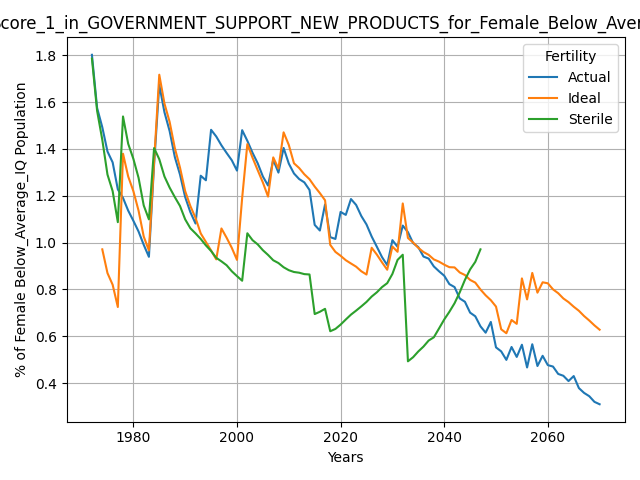 core_1_in_GOVERNMENT_SUPPORT_NEW_PRODUCTS_for_Female_Below_Aver
Fertility
Actual
Ideal
Sterile
% of Female Below_Average_IQ Population
1.8
1.6
1.4
1.2
1.0
0.8
0.6
0.4
1980 2000 2020 2040 2060
Years